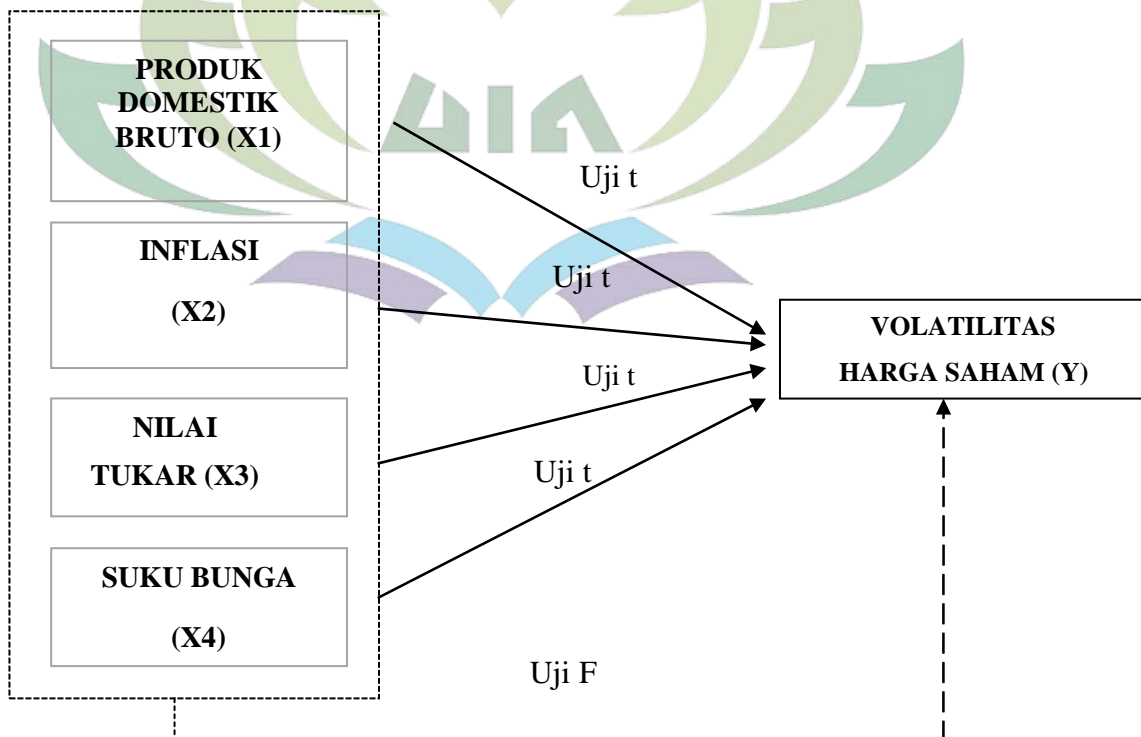 PRODUK
DOMESTIK
BRUTO (X1)
Uji t
INFLASI
(X2)
Uji t
VOLATILITAS
HARGA SAHAM (Y)
Uji t
NILAI
TUKAR (X3)
Uji t
SUKU BUNGA
(X4)
Uji F
UIN